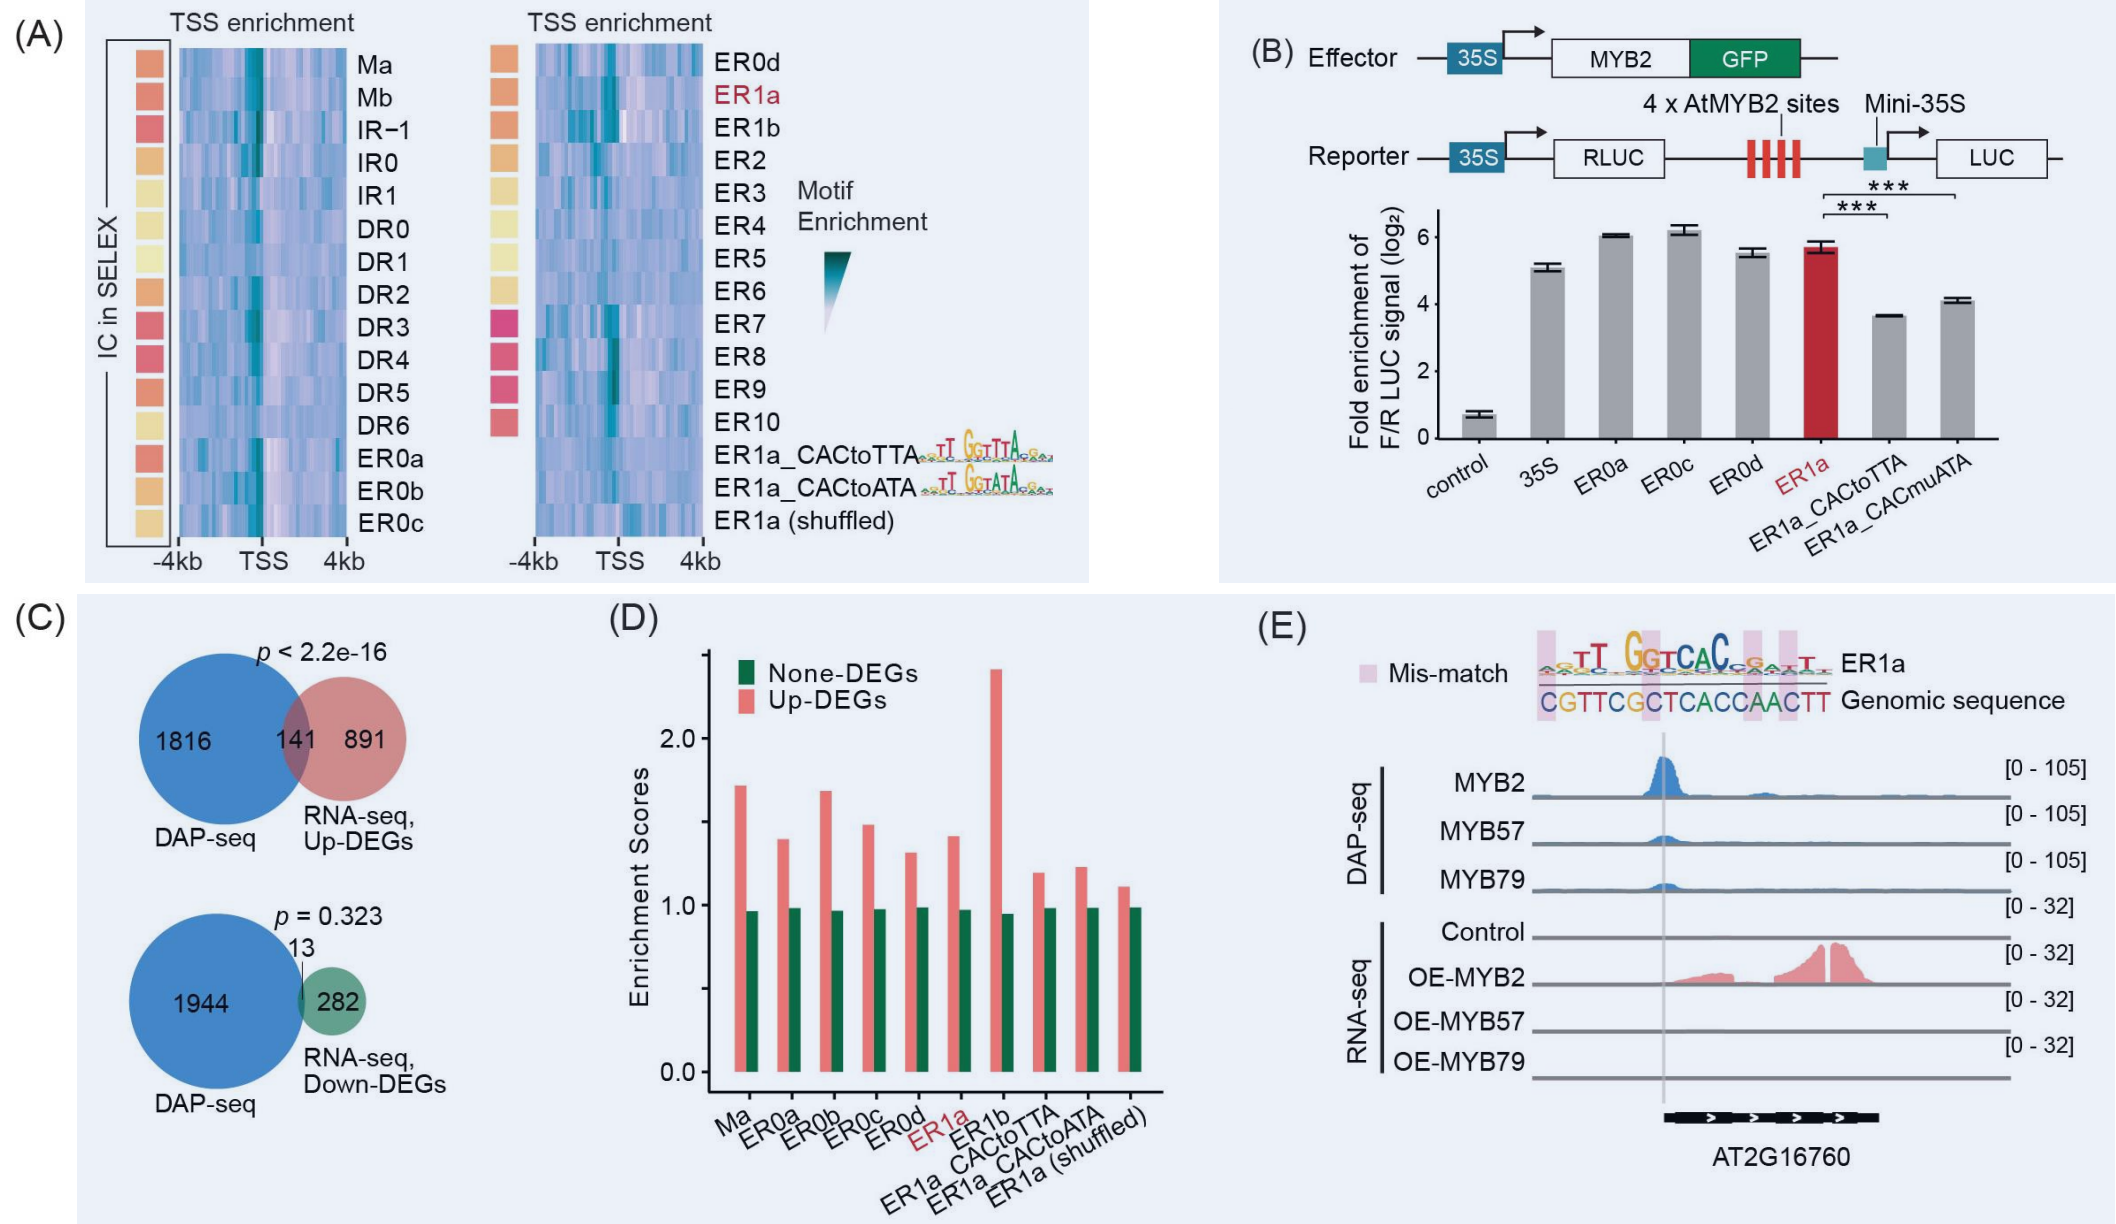 (A)
TSS enrichment
IC in SELEX
Ma
Mb
IR−1
IR0
IR1
DR0
DR1
DR2
DR3
DR4
DR5
DR6
ER0a
ER0b
ER0c
-4kb TSS 4kb
TSS enrichment
ER0d
ER1a
ER1b
ER2
ER3
ER4
ER5
ER6
ER7
ER8
ER9
ER10
ER1a_CACtoTTA
ER1a_CACtoATA
ER1a (shuffled)
-4kb TSS 4kb
Motif
Enrichment
(B)
Effector 35S MYB2 GFP
4 x AtMYB2 sites Mini-35S
Reporter 35S RLUC LUC
***
***
Fold enrichment of
F/R LUC signal (log₂)
6
4
2
0
control
35S
ER0a
ER0c
ER0d
ER1a
ER1a_CACtoTTA
ER1a_CACmuATA
(C)
p < 2.2e-16
1816 141 891
DAP-seq
RNA-seq,
Up-DEGs
p = 0.323
13
1944 282
DAP-seq
RNA-seq,
Down-DEGs
(D)
None-DEGs
Up-DEGs
Enrichment Scores
2.0
1.0
0.0
Ma
ER0a
ER0b
ER0c
ER0d
ER1a
ER1b
ER1a_CACtoTTA
ER1a_CACtoATA
ER1a (shuffled)
(E)
Mis-match
ER1a
CGTTCGCTCACCAACTT Genomic sequence
DAP-seq
MYB2 [0 - 105]
MYB57 [0 - 105]
MYB79 [0 - 105]
RNA-seq
Control [0 - 32]
OE-MYB2 [0 - 32]
OE-MYB57 [0 - 32]
OE-MYB79 [0 - 32]
AT2G16760